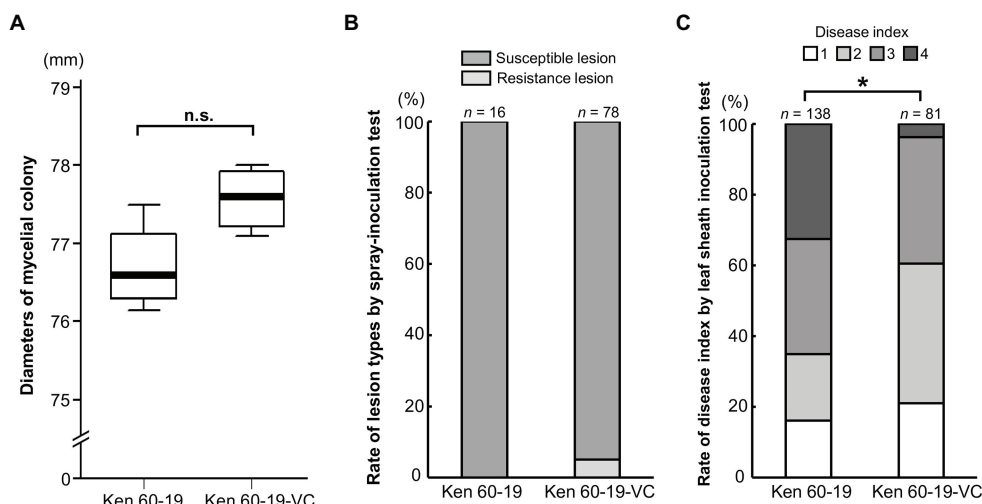 A
(mm)
Diameters of mycelial colony
79
78
77
76
75
0
n.s.
Ken 60-19
Ken 60-19-VC
B
Susceptible lesion
Resistance lesion
(%)
Rate of lesion types by spray-inoculation test
n = 16
n = 78
100
80
60
40
20
0
Ken 60-19
Ken 60-19-VC
C
Disease index
1 2 3 4
*
(%)
Rate of disease index by leaf sheath inoculation test
n = 138
n = 81
100
80
60
40
20
0
Ken 60-19
Ken 60-19-VC